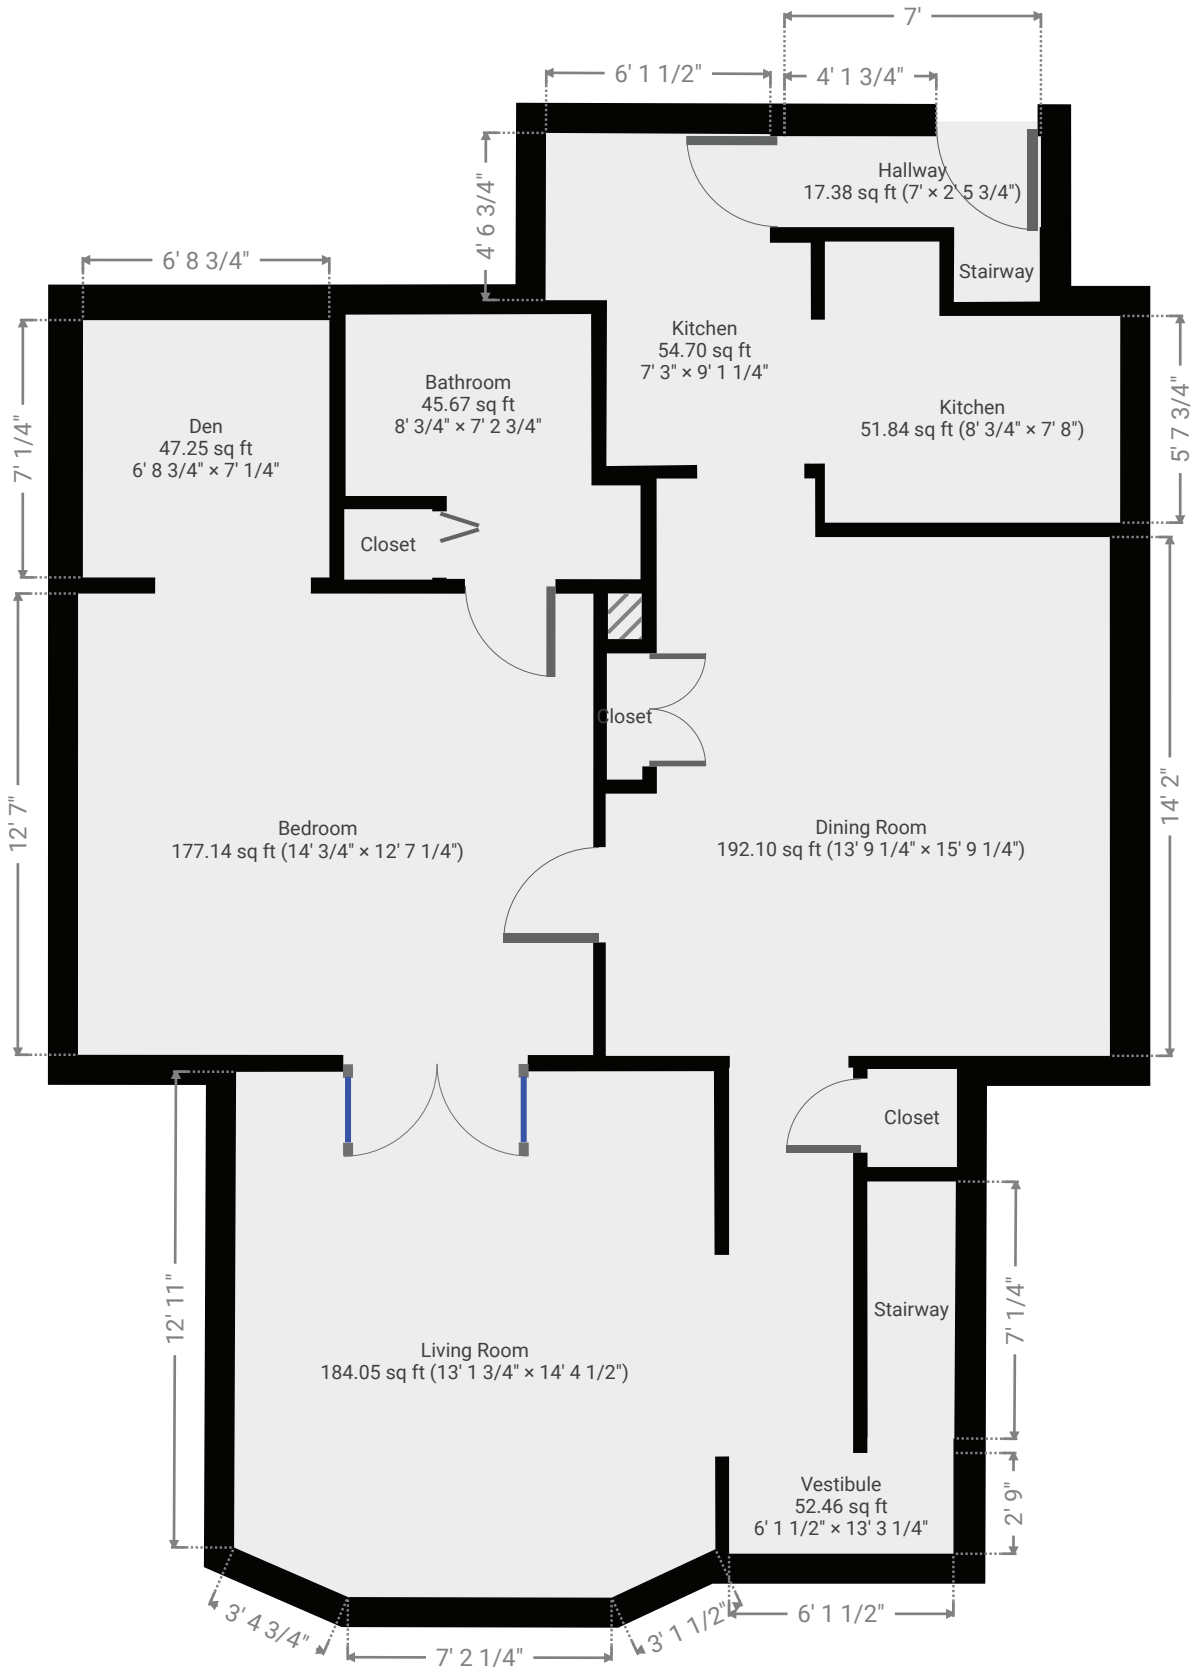 7'
6' 1 1/2"
4' 1 3/4"
Hallway
17.38 sq ft (7' × 2' 5 3/4")
4' 6 3/4"
6' 8 3/4"
Stairway
Kitchen
54.70 sq ft
7' 3" × 9' 1 1/4"
Bathroom
45.67 sq ft
8' 3/4" × 7' 2 3/4"
Kitchen
51.84 sq ft (8' 3/4" × 7' 8")
5' 7 3/4"
Den
47.25 sq ft
6' 8 3/4" × 7' 1/4"
7' 1/4"
Closet
Closet
14' 2"
12' 7"
Bedroom
177.14 sq ft (14' 3/4" × 12' 7 1/4")
Dining Room
192.10 sq ft (13' 9 1/4" × 15' 9 1/4")
Closet
12' 11"
Stairway
7' 1/4"
Living Room
184.05 sq ft (13' 1 3/4" × 14' 4 1/2")
Vestibule
52.46 sq ft
6' 1 1/2" × 13' 3 1/4"
2' 9"
3' 4 3/4"
7' 2 1/4"
3' 1 1/2"
6' 1 1/2"